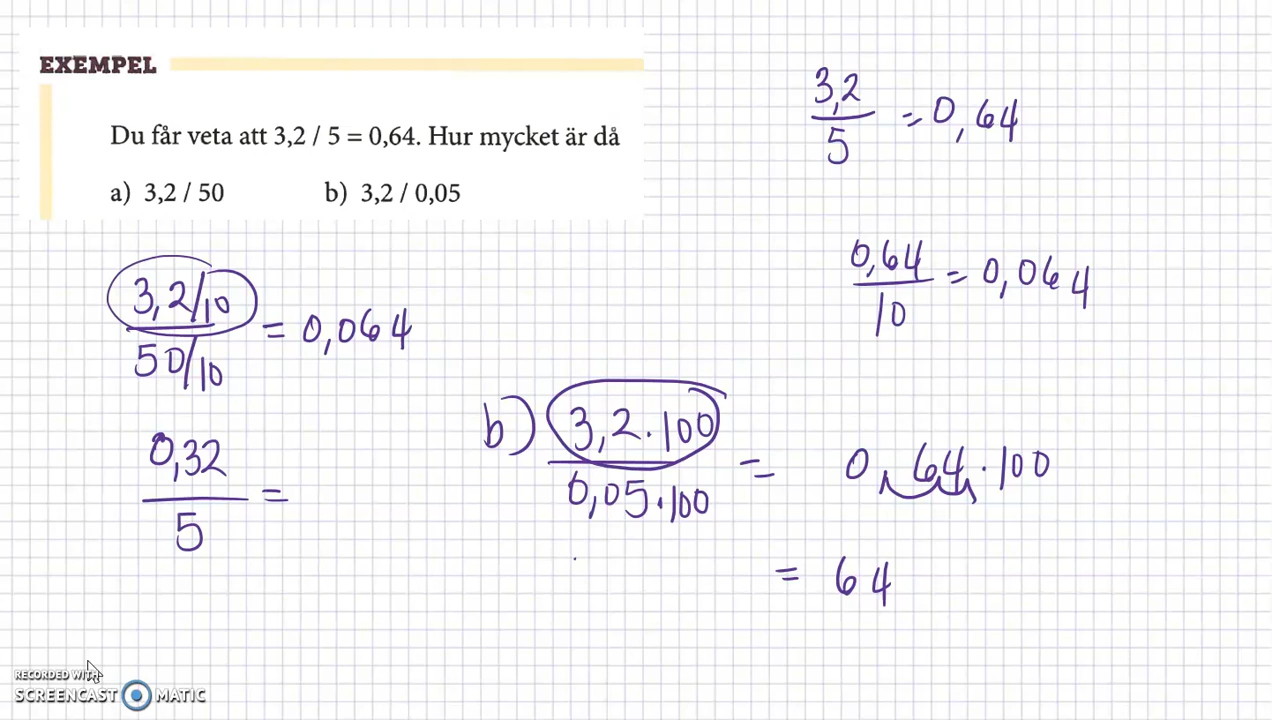 EXEMPEL
Du får veta att 3,2 / 5 = 0,64. Hur mycket är då
a) 3,2 / 50 b) 3,2 / 0,05
3,2
5
= 0,64
0,64
10
= 0,064
3,2/10
50/10
= 0,064
0,32
5
=
b)
3,2·100
0,05·100
= 0,64·100
= 64
RECORDED WITH
SCREENCAST MATIC